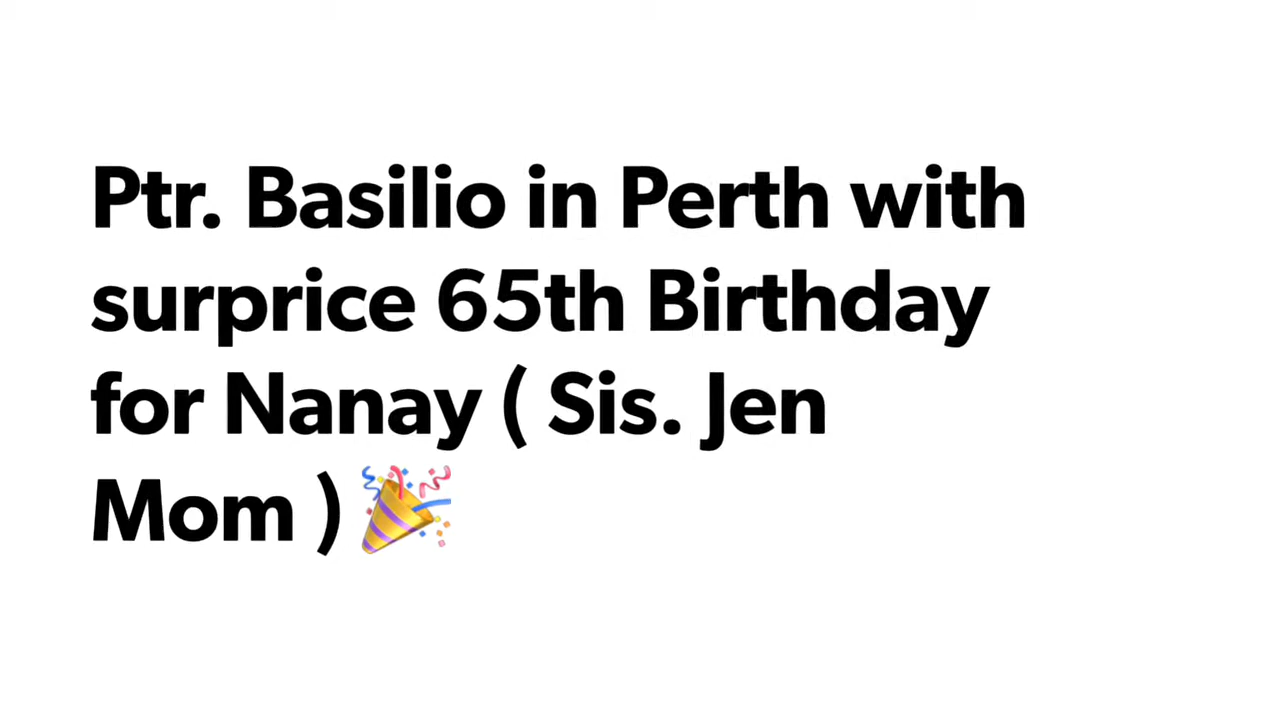 Ptr. Basilio in Perth with
surprice 65th Birthday
for Nanay ( Sis. Jen
Mom ) 🎉